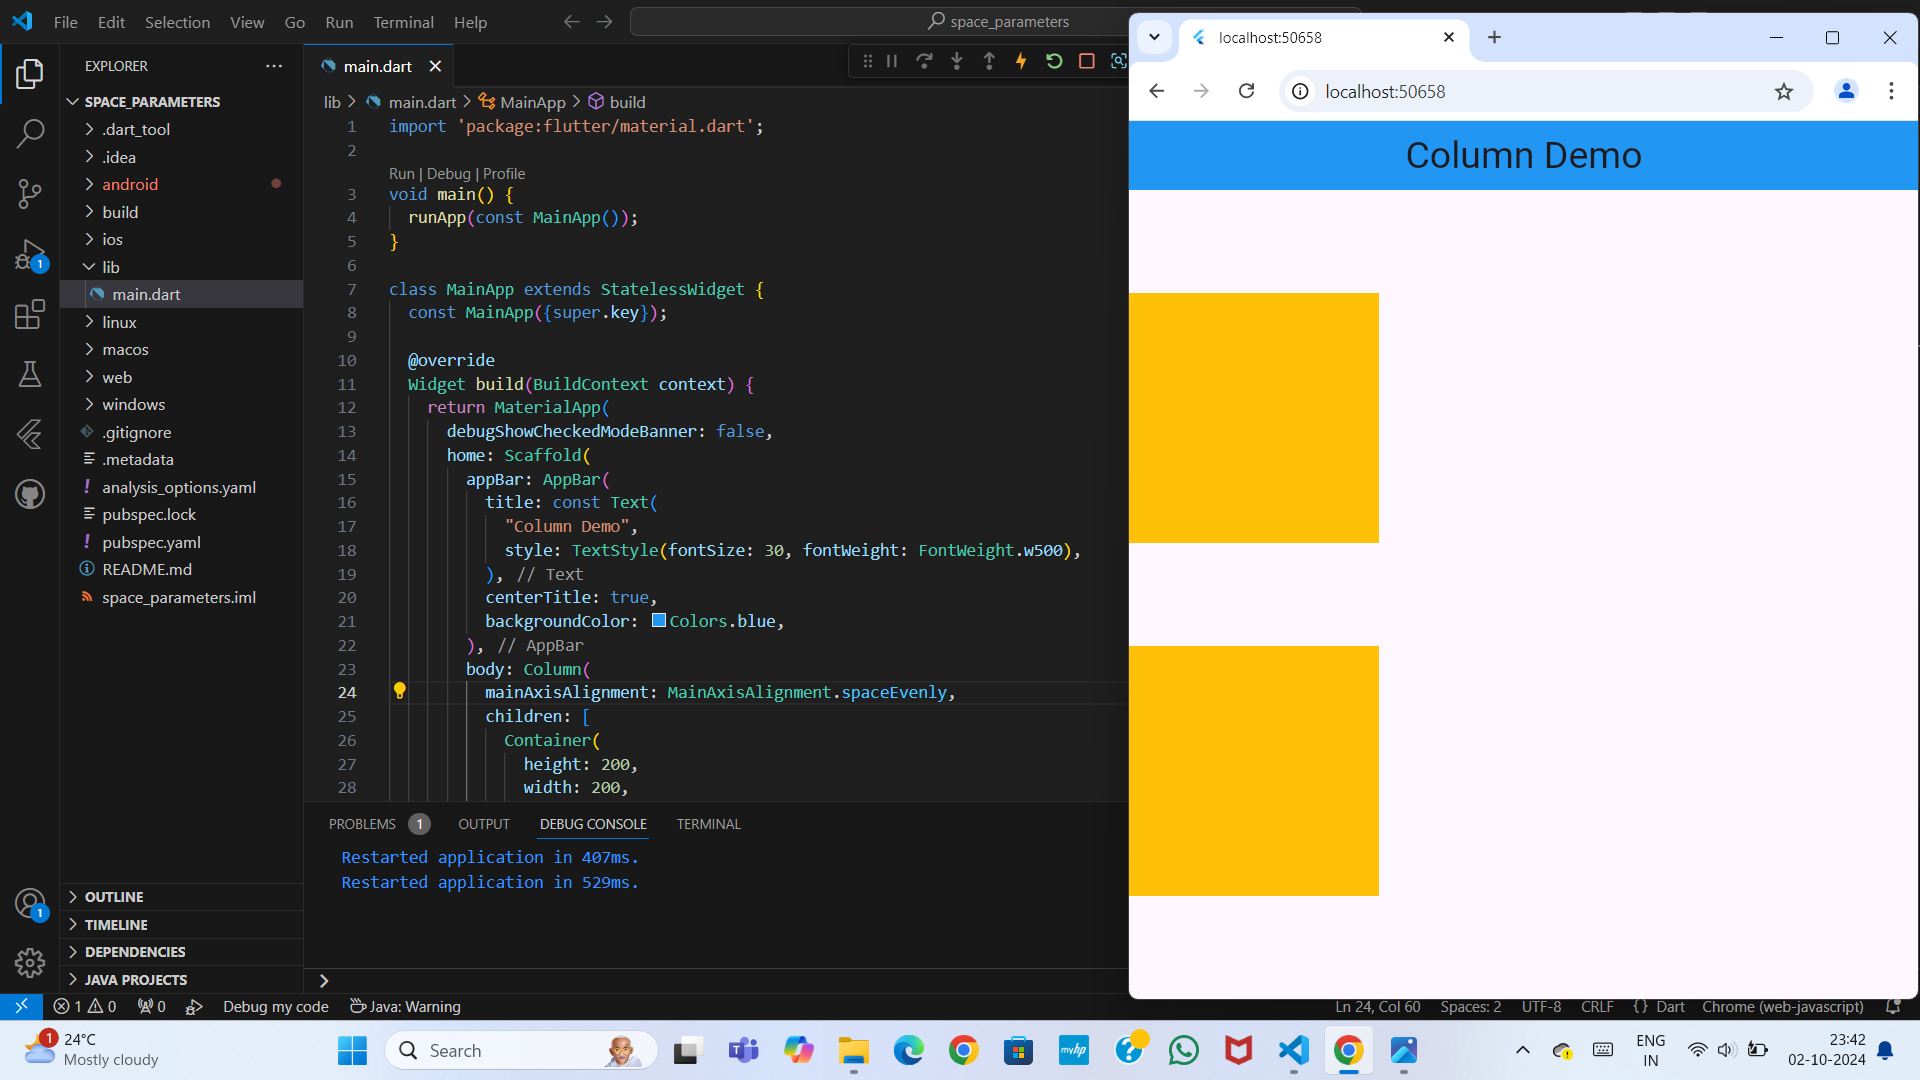 File Edit Selection View Go Run Terminal Help
space_parameters
EXPLORER
SPACE_PARAMETERS
.dart_tool
.idea
android
build
ios
lib
main.dart
linux
macos
web
windows
.gitignore
.metadata
analysis_options.yaml
pubspec.lock
pubspec.yaml
README.md
space_parameters.iml
OUTLINE
TIMELINE
DEPENDENCIES
JAVA PROJECTS
1
1
main.dart
lib > main.dart > MainApp > build
1 import 'package:flutter/material.dart';
2
Run | Debug | Profile
3 void main() {
4 runApp(const MainApp());
5 }
6
7 class MainApp extends StatelessWidget {
8 const MainApp({super.key});
9
10 @override
11 Widget build(BuildContext context) {
12 return MaterialApp(
13 debugShowCheckedModeBanner: false,
14 home: Scaffold(
15 appBar: AppBar(
16 title: const Text(
17 "Column Demo",
18 style: TextStyle(fontSize: 30, fontWeight: FontWeight.w500),
19 ), // Text
20 centerTitle: true,
21 backgroundColor: Colors.blue,
22 ), // AppBar
23 body: Column(
24 mainAxisAlignment: MainAxisAlignment.spaceEvenly,
25 children: [
26 Container(
27 height: 200,
28 width: 200,
PROBLEMS 1 OUTPUT DEBUG CONSOLE TERMINAL
Restarted application in 407ms.
Restarted application in 529ms.
localhost:50658
localhost:50658
Column Demo
1 0 0 Debug my code Java: Warning
Ln 24, Col 60 Spaces: 2 UTF-8 CRLF {} Dart Chrome (web-javascript)
1
24°C
Mostly cloudy
Search
myhp
ENG
IN
23:42
02-10-2024